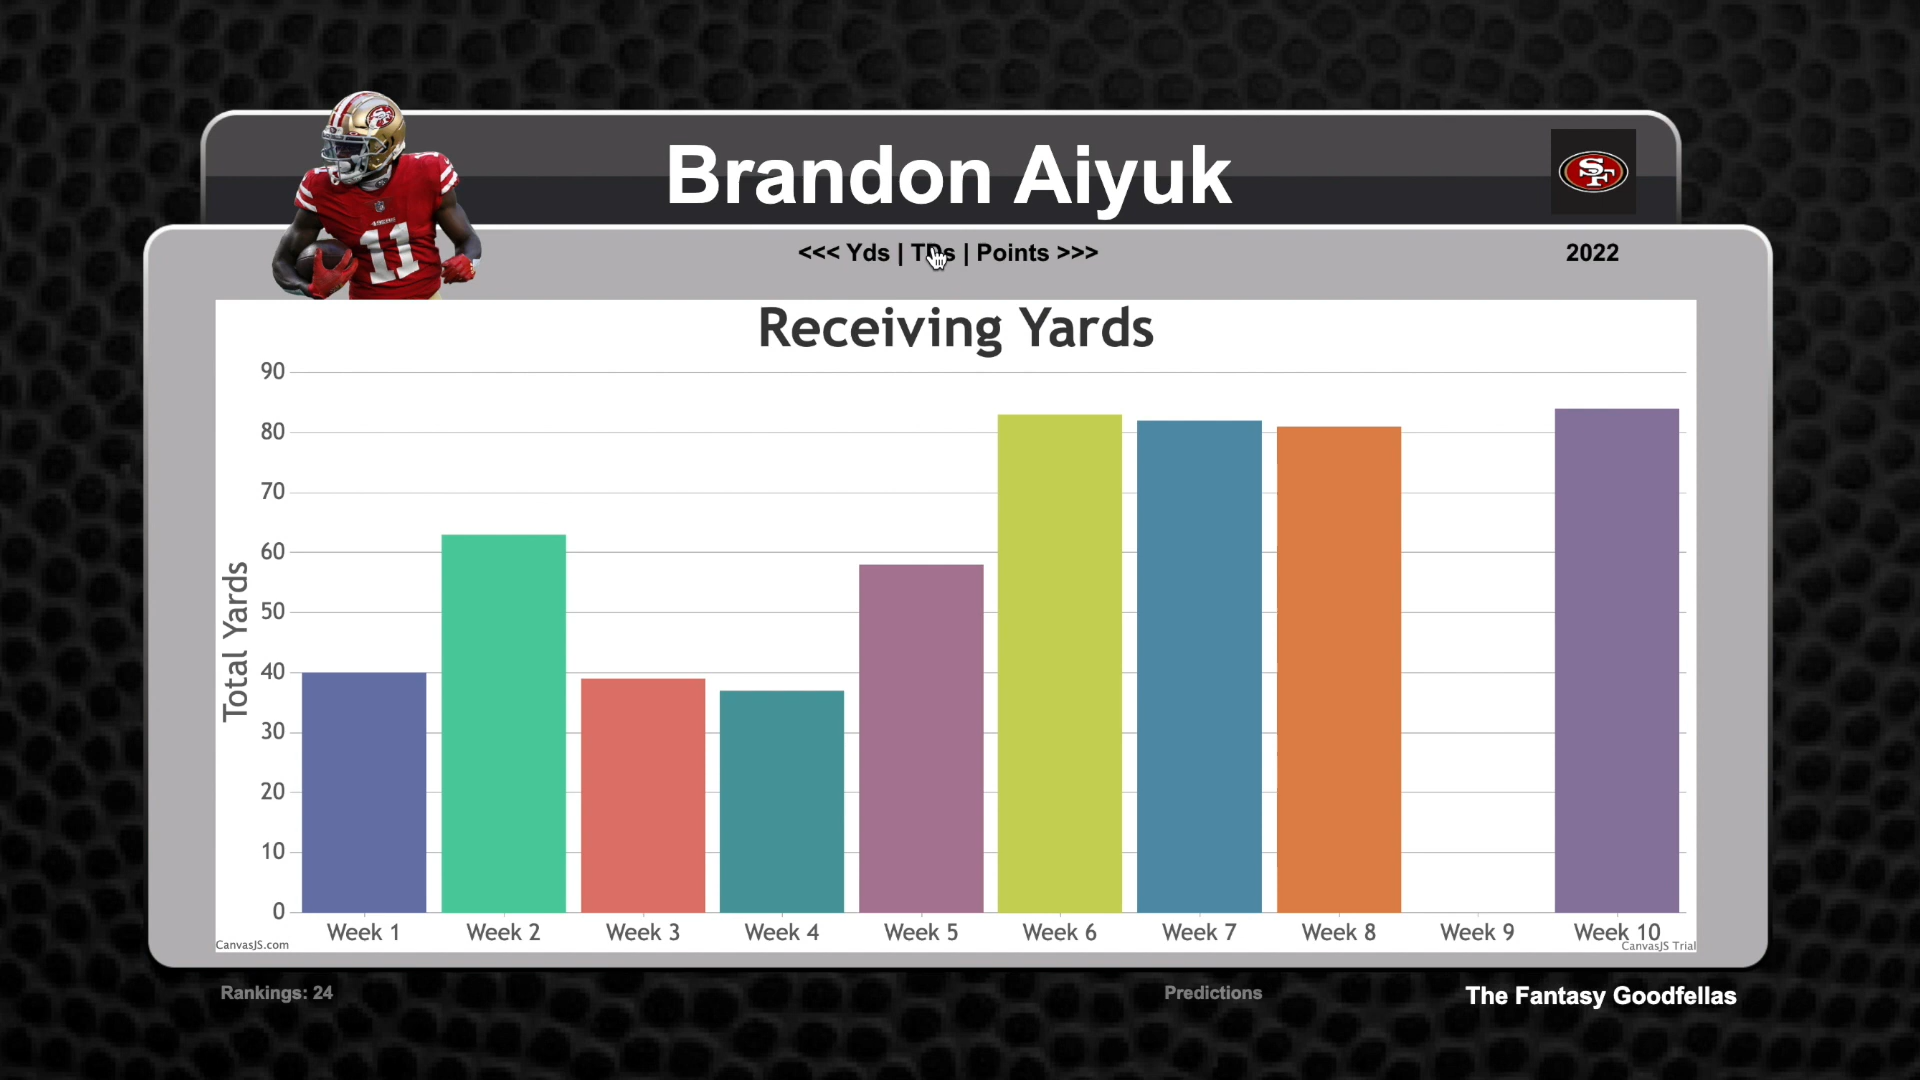 Brandon Aiyuk
SF
<<< Yds | TDs | Points >>>
2022
11
Receiving Yards
Total Yards
90
80
70
60
50
40
30
20
10
0
Week 1
Week 2
Week 3
Week 4
Week 5
Week 6
Week 7
Week 8
Week 9
Week 10
CanvasJS.com
CanvasJS Trial
Rankings: 24
Predictions
The Fantasy Goodfellas